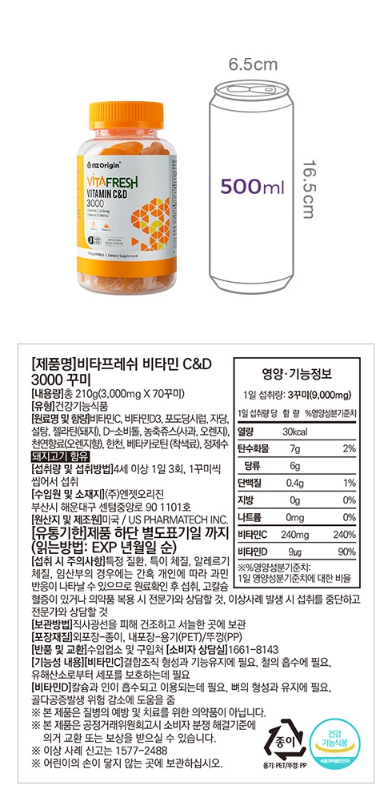 6.5cm
500ml
16.5cm
nzorigin
VITAFRESH
VITAMIN C&D
3000
[제품명]비타프레쉬 비타민 C&D
3000 꾸미
[내용량]총 210g(3,000mg X 70꾸미)
[유형]건강기능식품
[원료명 및 함량]비타민C, 비타민D3, 포도당시럽, 자당,
설탕, 젤라틴(돼지), D-소비톨, 농축쥬스(사과, 오렌지),
천연향료(오렌지향), 한천, 베타카로틴 (착색료), 정제수
돼지고기 함유
[섭취량 및 섭취방법]4세 이상 1일 3회, 1꾸미씩
씹어서 섭취
[수입원 및 소재지](주)엔젯오리진
부산시 해운대구 센텀중앙로 90 1101호
[원산지 및 제조원]미국 / US PHARMATECH INC.
[유통기한]제품 하단 별도표기일 까지
(읽는방법: EXP 년월일 순)
[섭취 시 주의사항]특정 질환, 특이 체질, 알레르기
체질, 임산부의 경우에는 간혹 개인에 따라 과민
반응이 나타날 수 있으므로 원료확인 후 섭취, 고칼슘
혈증이 있거나 의약품 복용 시 전문가와 상담할 것, 이상사례 발생 시 섭취를 중단하고
전문가와 상담할 것
[보관방법]직사광선을 피해 건조하고 서늘한 곳에 보관
[포장재질]외포장-종이, 내포장-용기(PET)/뚜껑(PP)
[반품 및 교환]수입업소 및 구입처 [소비자 상담실]1661-8143
[기능성 내용][비타민C]결합조직 형성과 기능유지에 필요, 철의 흡수에 필요,
유해산소로부터 세포를 보호하는데 필요
[비타민D]칼슘과 인이 흡수되고 이용되는데 필요, 뼈의 형성과 유지에 필요,
골다공증발생 위험 감소에 도움을 줌
※ 본 제품은 질병의 예방 및 치료를 위한 의약품이 아닙니다.
※ 본 제품은 공정거래위원회고시 소비자 분쟁 해결기준에
의거 교환 또는 보상을 받으실 수 있습니다.
※ 이상 사례 신고는 1577-2488
※ 어린이의 손이 닿지 않는 곳에 보관하십시오.
영양·기능정보
1일 섭취량: 3꾸미(9,000mg)
1일 섭취량 당 함 량 %영양성분기준치
열량 30kcal
탄수화물 7g 2%
당류 6g
단백질 0.4g 1%
지방 0g 0%
나트륨 0mg 0%
비타민C 240mg 240%
비타민D 9μg 90%
※%영양성분기준치:
1일 영양성분기준치에 대한 비율
종이
용기: PET/뚜껑: PP
건강
기능식품
식품의약품안전처